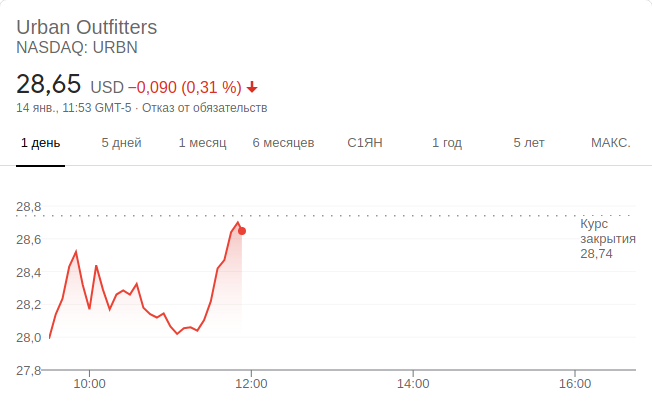 Urban Outfitters
NASDAQ: URBN
28,65 USD −0,090 (0,31 %)
14 янв., 11:53 GMT-5 · Отказ от обязательств
1 день 5 дней 1 месяц 6 месяцев С1ЯН 1 год 5 лет МАКС.
28,8
Курс
закрытия
28,74
28,6
28,4
28,2
28,0
27,8
10:00 12:00 14:00 16:00